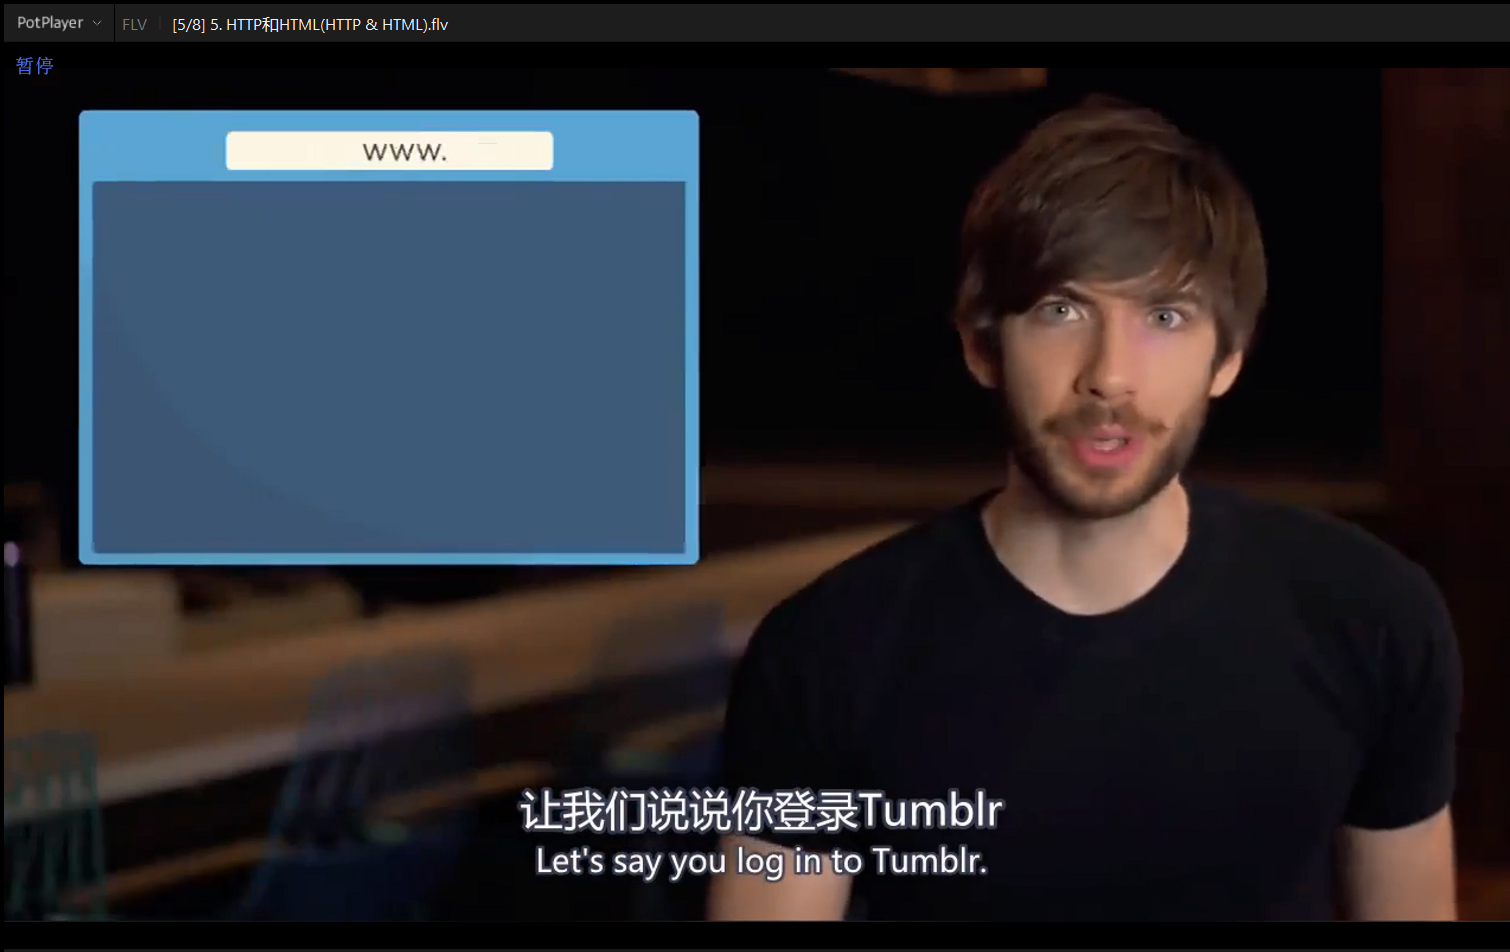 PotPlayer FLV [5/8] 5. HTTP和HTML(HTTP & HTML).flv
暂停
www.
让我们说说你登录Tumblr
Let's say you log in to Tumblr.